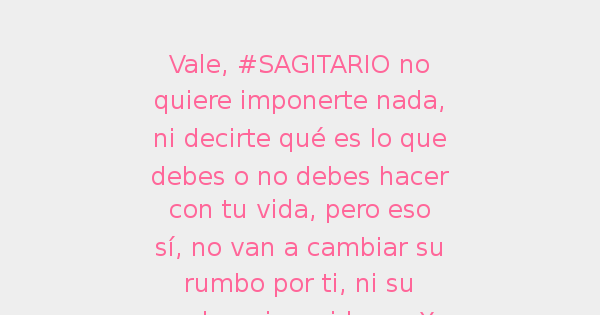 Vale, #SAGITARIO no
quiere imponerte nada,
ni decirte qué es lo que
debes o no debes hacer
con tu vida, pero eso
sí, no van a cambiar su
rumbo por ti, ni su